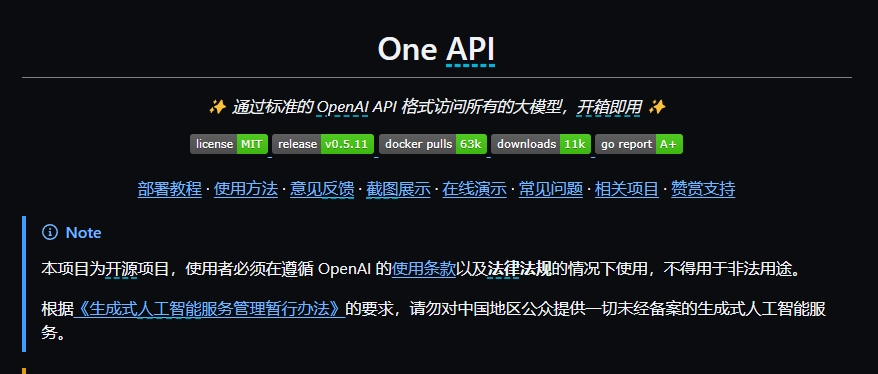 One API
✨ 通过标准的 OpenAI API 格式访问所有的大模型，开箱即用 ✨
license MIT release v0.5.11 docker pulls 63k downloads 11k go report A+
部署教程 · 使用方法 · 意见反馈 · 截图展示 · 在线演示 · 常见问题 · 相关项目 · 赞赏支持
Note
本项目为开源项目，使用者必须在遵循 OpenAI 的使用条款以及法律法规的情况下使用，不得用于非法用途。
根据《生成式人工智能服务管理暂行办法》的要求，请勿对中国地区公众提供一切未经备案的生成式人工智能服
务。